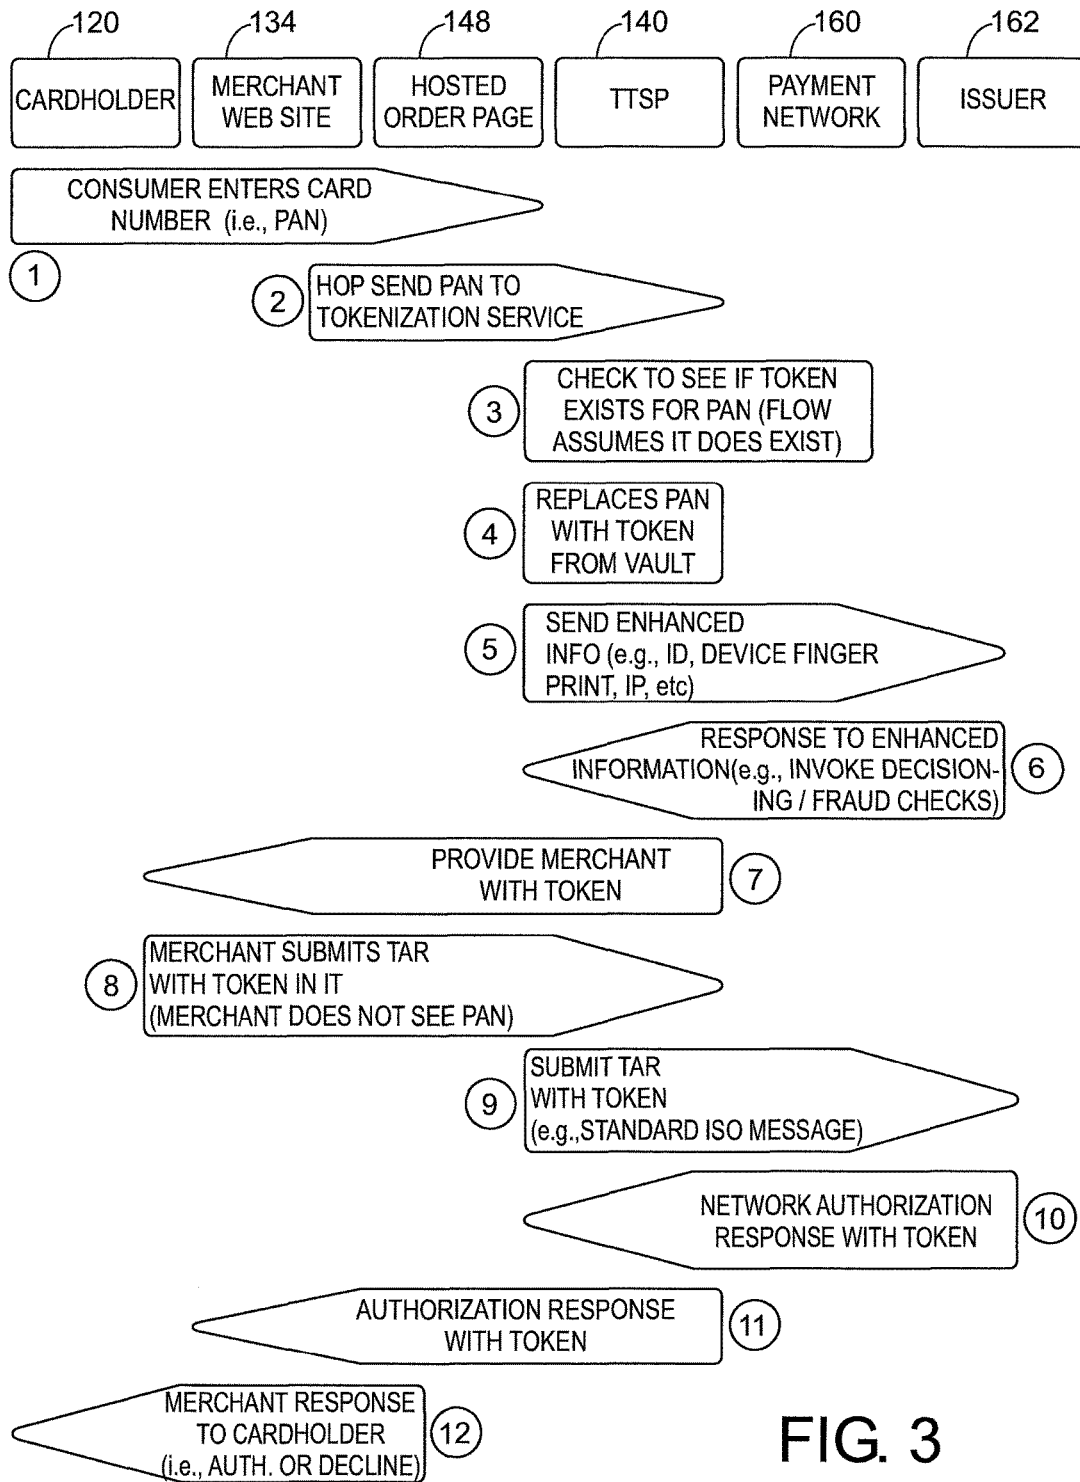 120 134 148 140 160 162
CARDHOLDER
MERCHANT
WEB SITE
HOSTED
ORDER PAGE
TTSP
PAYMENT
NETWORK
ISSUER
CONSUMER ENTERS CARD
NUMBER (i.e., PAN)
1
2
HOP SEND PAN TO
TOKENIZATION SERVICE
3
CHECK TO SEE IF TOKEN
EXISTS FOR PAN (FLOW
ASSUMES IT DOES EXIST)
4
REPLACES PAN
WITH TOKEN
FROM VAULT
5
SEND ENHANCED
INFO (e.g., ID, DEVICE FINGER
PRINT, IP, etc)
RESPONSE TO ENHANCED
INFORMATION(e.g., INVOKE DECISION-
ING / FRAUD CHECKS)
6
PROVIDE MERCHANT
WITH TOKEN
7
8
MERCHANT SUBMITS TAR
WITH TOKEN IN IT
(MERCHANT DOES NOT SEE PAN)
9
SUBMIT TAR
WITH TOKEN
(e.g.,STANDARD ISO MESSAGE)
NETWORK AUTHORIZATION
RESPONSE WITH TOKEN
10
AUTHORIZATION RESPONSE
WITH TOKEN
11
MERCHANT RESPONSE
TO CARDHOLDER
(i.e., AUTH. OR DECLINE)
12
FIG. 3